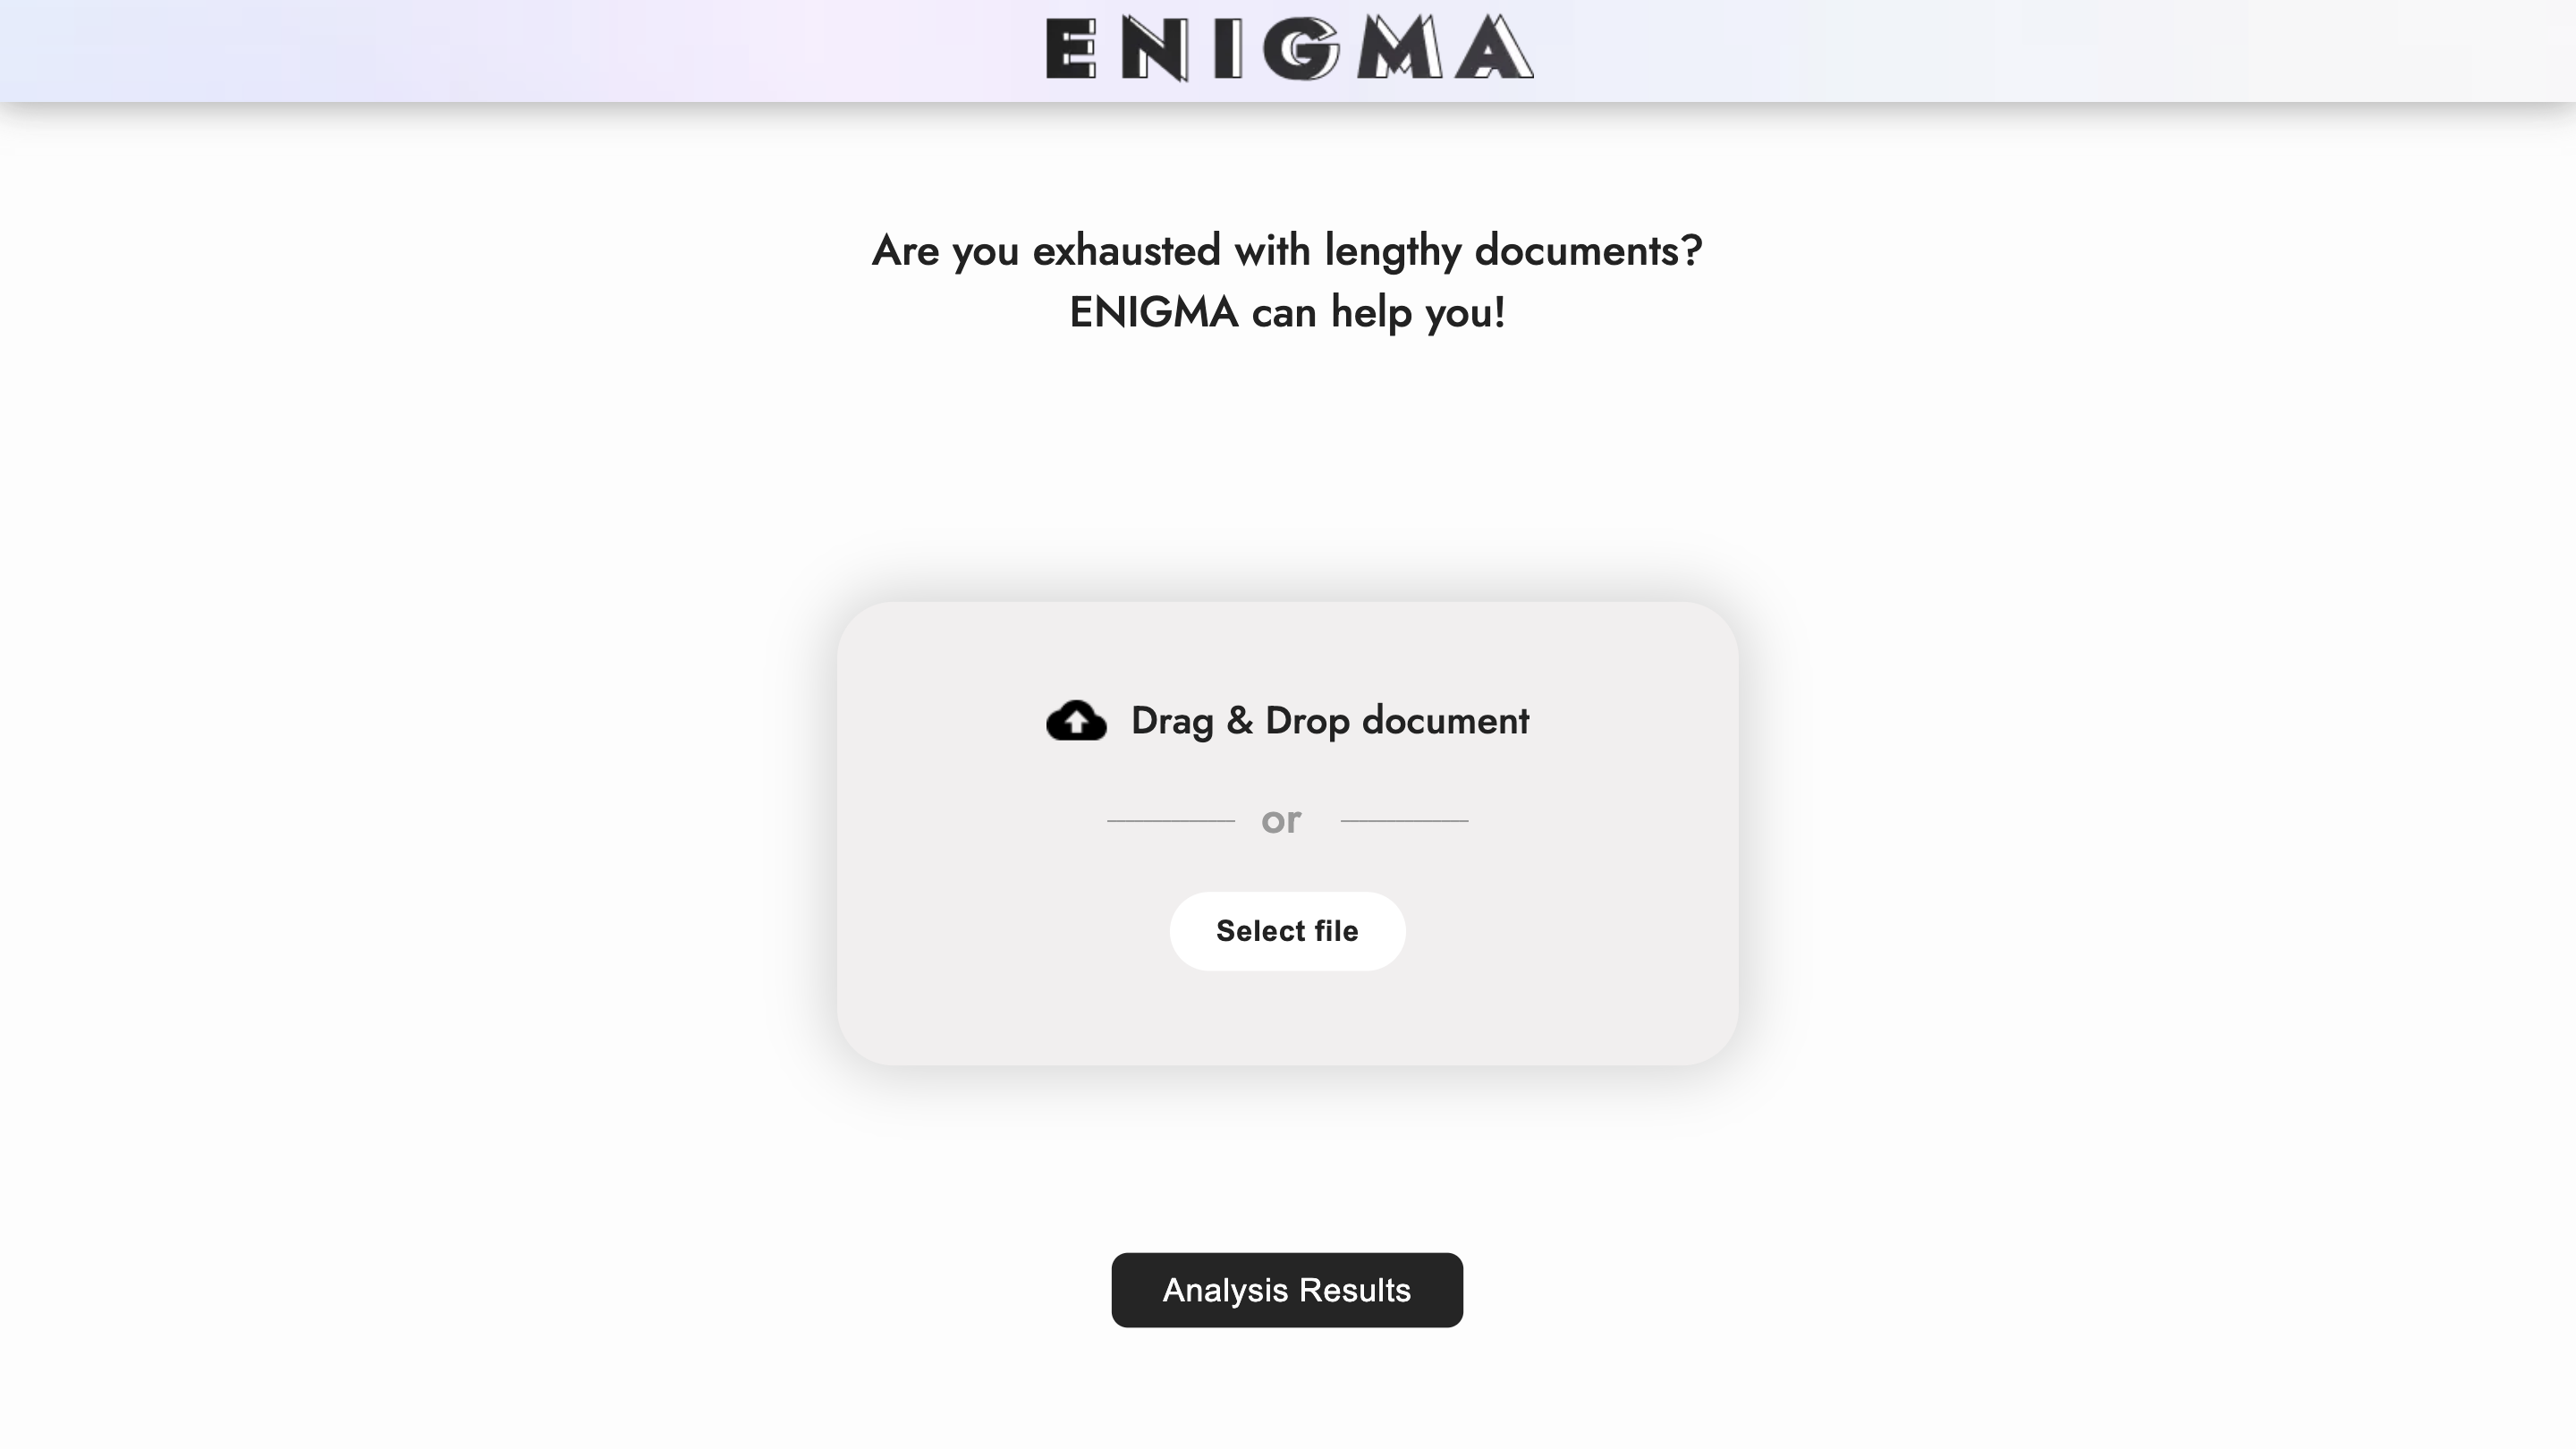 ENIGMA
Are you exhausted with lengthy documents?
ENIGMA can help you!
Drag & Drop document
or
Select file
Analysis Results